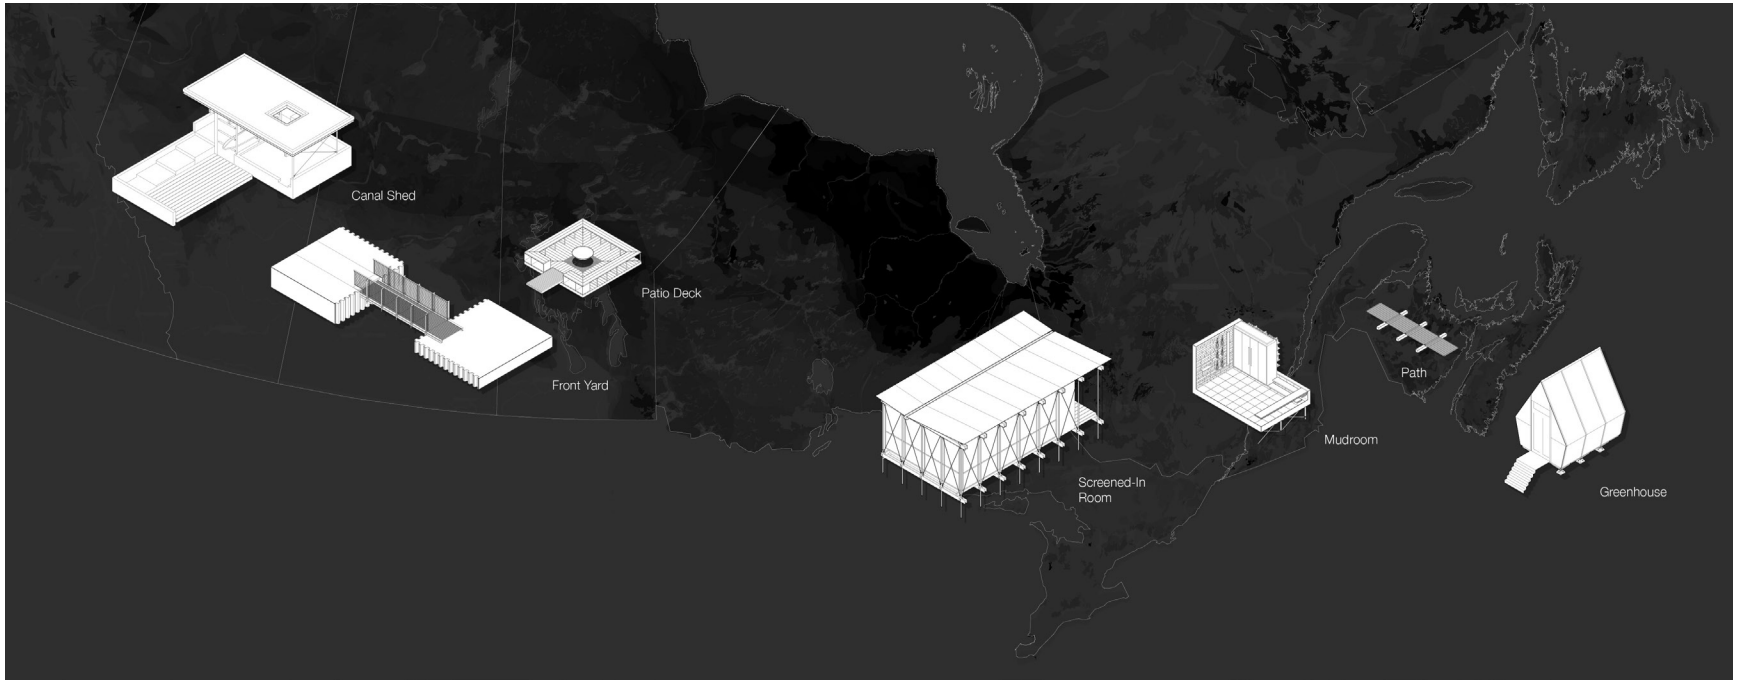 Canal Shed
Patio Deck
Front Yard
Path
Mudroom
Screened-In
Room
Greenhouse